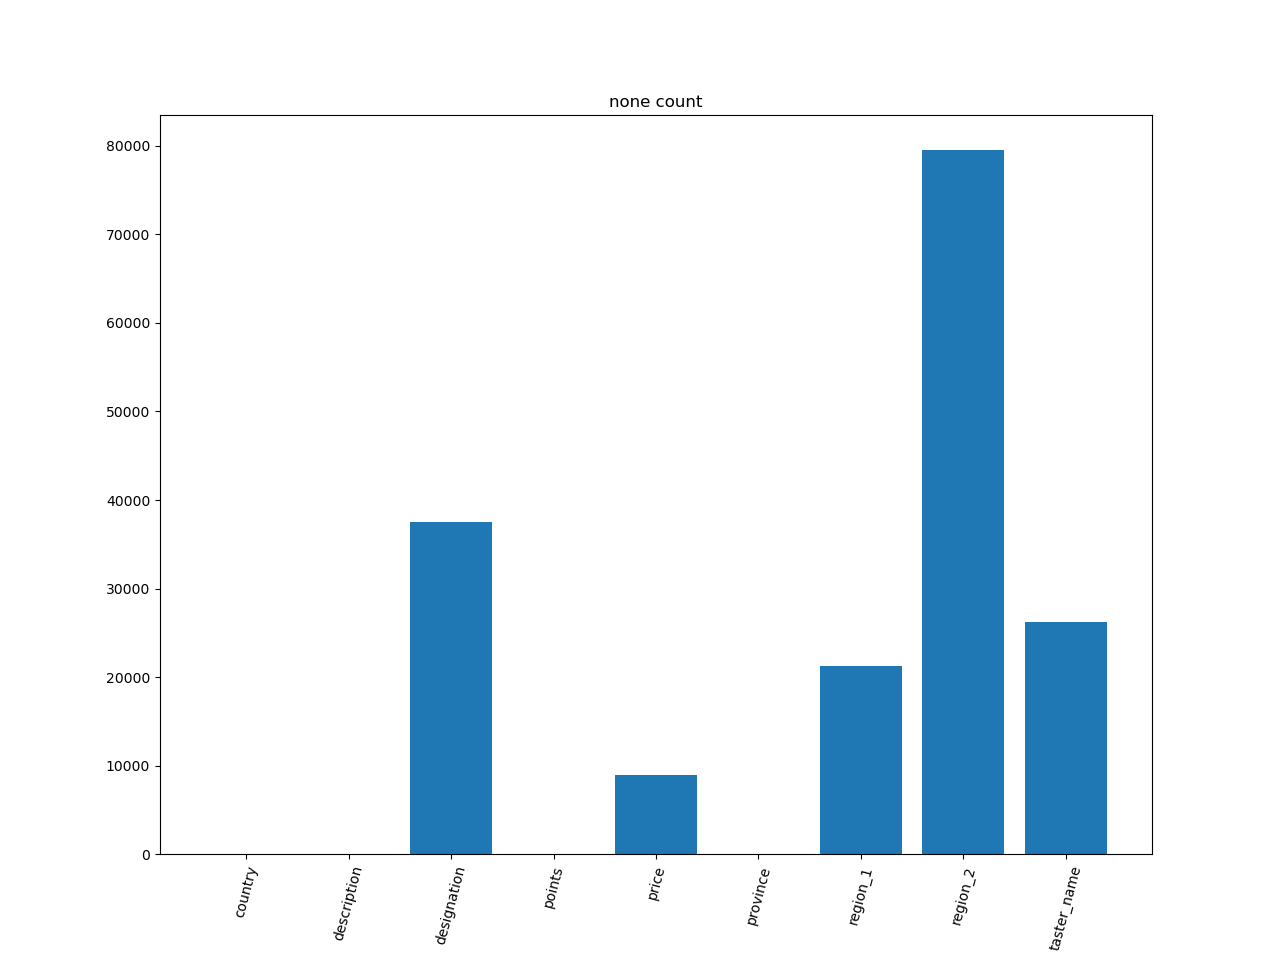 none count
80000
70000
60000
50000
40000
30000
20000
10000
0
country
description
designation
points
price
province
region_1
region_2
taster_name